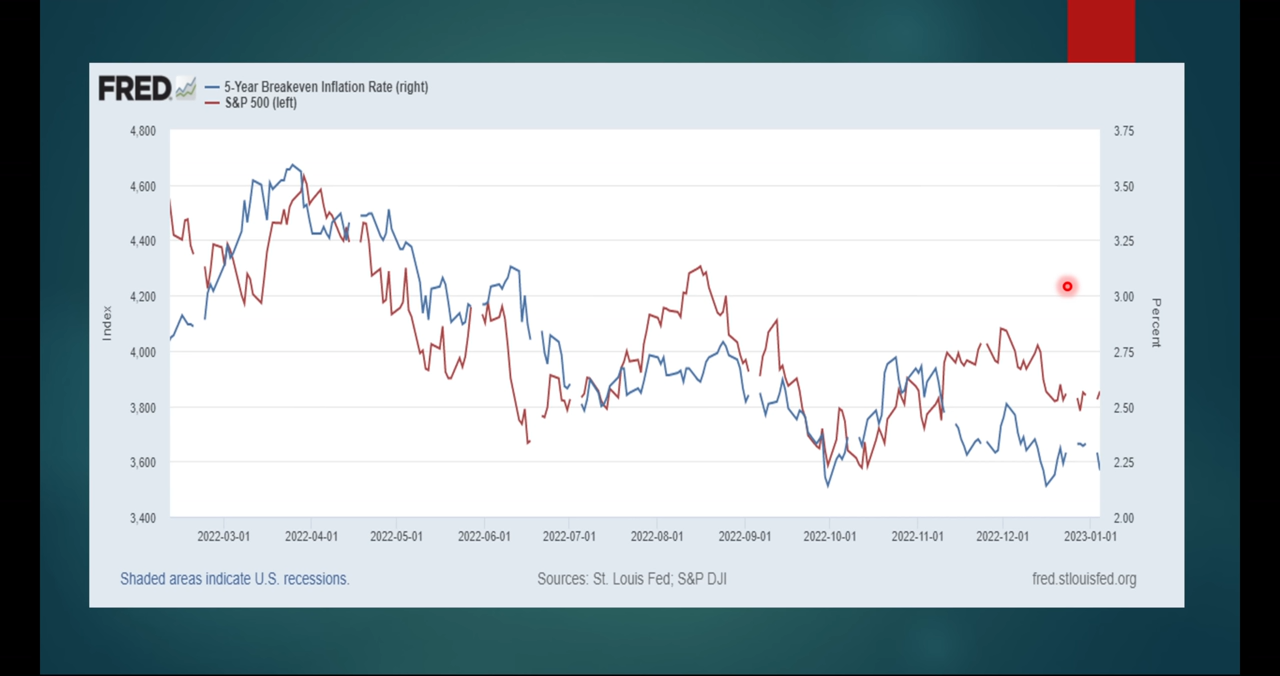 FRED
5-Year Breakeven Inflation Rate (right)
S&P 500 (left)
4,800
4,600
4,400
4,200
4,000
3,800
3,600
3,400
Index
3.75
3.50
3.25
3.00
2.75
2.50
2.25
2.00
Percent
2022-03-01 2022-04-01 2022-05-01 2022-06-01 2022-07-01 2022-08-01 2022-09-01 2022-10-01 2022-11-01 2022-12-01 2023-01-01
Shaded areas indicate U.S. recessions. Sources: St. Louis Fed; S&P DJI fred.stlouisfed.org